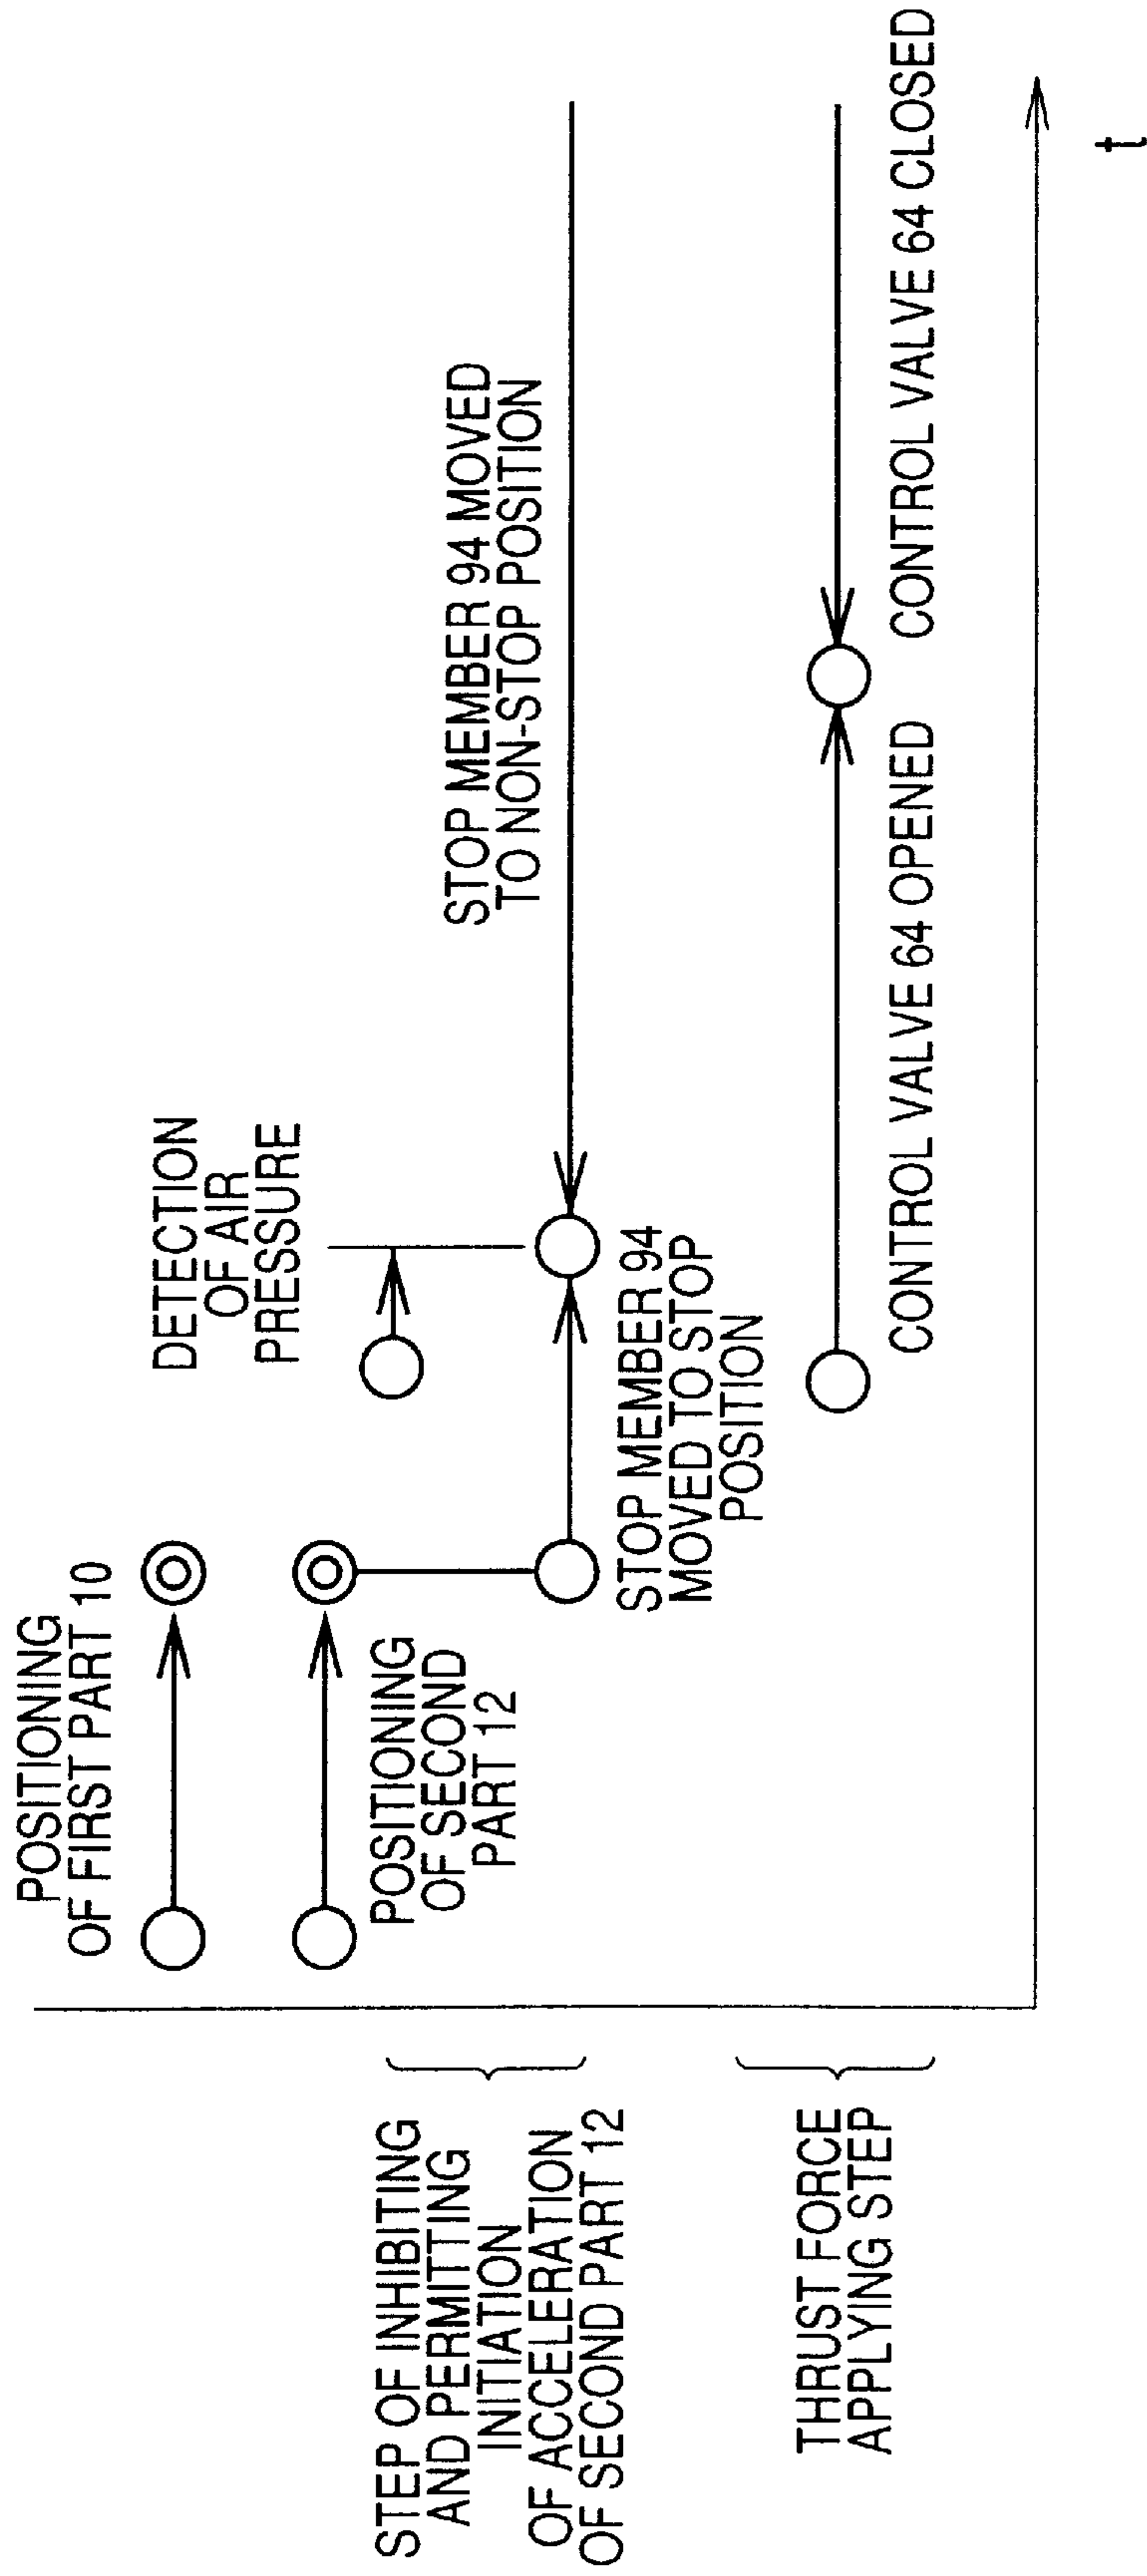 POSITIONING
OF FIRST PART 10
POSITIONING
OF SECOND
PART 12
DETECTION
OF AIR
PRESSURE
STOP MEMBER 94 MOVED
TO NON-STOP POSITION
STEP OF INHIBITING
AND PERMITTING
INITIATION
OF ACCELERATION
OF SECOND PART 12
STOP MEMBER 94
MOVED TO STOP
POSITION
THRUST FORCE
APPLYING STEP
CONTROL VALVE 64 OPENED
CONTROL VALVE 64 CLOSED
t